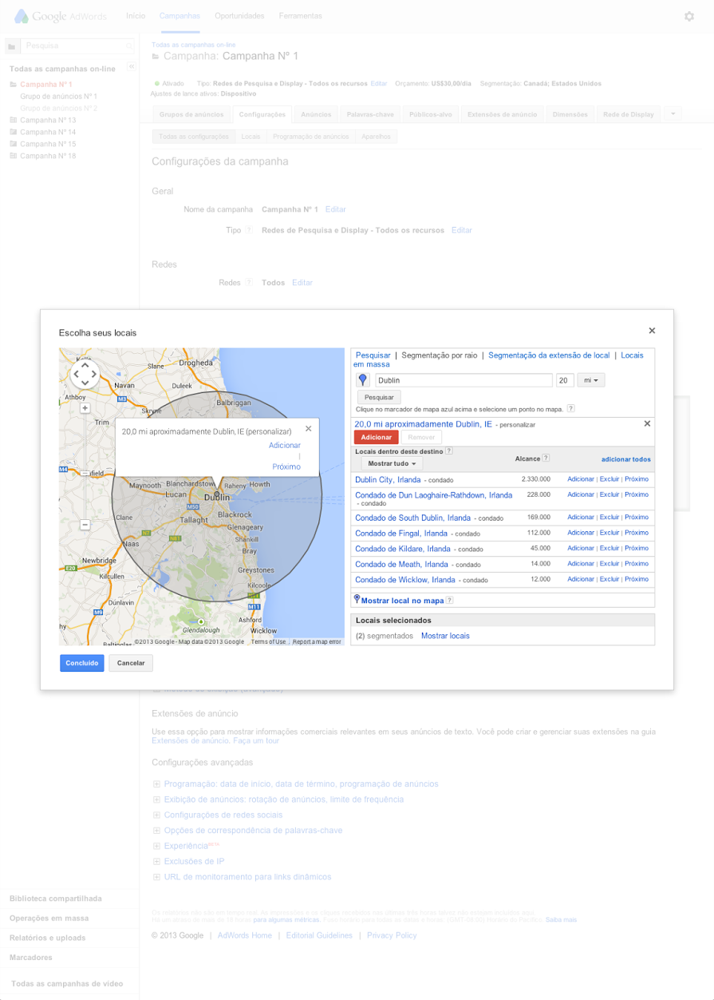 Google AdWords Início Campanhas Oportunidades Ferramentas
Pesquisa
Todas as campanhas on-line
Campanha Nº 1
Grupo de anúncios Nº 1
Grupo de anúncios Nº 2
Campanha Nº 13
Campanha Nº 14
Campanha Nº 15
Campanha Nº 18
Todas as campanhas on-line
Campanha: Campanha Nº 1
Ativado Tipo: Redes de Pesquisa e Display - Todos os recursos Editar Orçamento: US$30,00/dia Segmentação: Canadá; Estados Unidos
Ajustes de lance ativos: Dispositivo
Grupos de anúncios Configurações Anúncios Palavras-chave Públicos-alvo Extensões de anúncio Dimensões Rede de Display
Todas as configurações Locais Programação de anúncios Aparelhos
Configurações da campanha
Geral
Nome da campanha Campanha Nº 1 Editar
Tipo ? Redes de Pesquisa e Display - Todos os recursos Editar
Redes
Redes ? Todos Editar
Escolha seus locais
Slane
Drogheda
Navan
Duleek
Balbriggan
Athboy
M3
M1
Trim
M4
Enfield
Maynooth
Blanchardstown
Raheny
Howth
Lucan
Dublin
M50
Tallaght
Blackrock
Clane
Glenageary
N7
N81
Shankill
Naas
Bray
Newbridge
E20
Greystones
Kilcullen
Kilcoole
Dúnlavin
M11
M9
Ashford
Glendalough
Wicklow
Baltinglas
©2013 Google - Map data ©2013 Google Terms of Use Report a map error
20,0 mi aproximadamente Dublin, IE (personalizar)
Adicionar
|
Próximo
Pesquisar | Segmentação por raio | Segmentação da extensão de local | Locais
em massa
Dublin 20 mi
Pesquisar
Clique no marcador de mapa azul acima e selecione um ponto no mapa. ?
20,0 mi aproximadamente Dublin, IE - personalizar
Adicionar Remover
Locais dentro deste destino ? Alcance ? adicionar todos
Mostrar tudo
Dublin City, Irlanda - condado 2.330.000 Adicionar | Excluir | Próximo
Condado de Dun Laoghaire-Rathdown, Irlanda 228.000 Adicionar | Excluir | Próximo
- condado
Condado de South Dublin, Irlanda - condado 169.000 Adicionar | Excluir | Próximo
Condado de Fingal, Irlanda - condado 112.000 Adicionar | Excluir | Próximo
Condado de Kildare, Irlanda - condado 45.000 Adicionar | Excluir | Próximo
Condado de Meath, Irlanda - condado 14.000 Adicionar | Excluir | Próximo
Condado de Wicklow, Irlanda - condado 12.000 Adicionar | Excluir | Próximo
Mostrar local no mapa ?
Locais selecionados
(2) segmentados Mostrar locais
Concluído Cancelar
Extensões de anúncio
Use essa opção para mostrar informações comerciais relevantes em seus anúncios de texto. Você pode criar e gerenciar suas extensões na guia
Extensões de anúncio. Faça um tour
Configurações avançadas
Programação: data de início, data de término, programação de anúncios
Exibição de anúncios: rotação de anúncios, limite de frequência
Configurações de redes sociais
Opções de correspondência de palavras-chave
Experiência BETA
Exclusões de IP
URL de monitoramento para links dinâmicos
para algumas métricas. Saiba mais
© 2013 Google | AdWords Home | Editorial Guidelines | Privacy Policy
Biblioteca compartilhada
Operações em massa
Relatórios e uploads
Marcadores
Todas as campanhas de vídeo